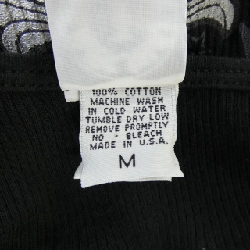 100% COTTON
MACHINE WASH
IN COLD WATER
TUMBLE DRY LOW
REMOVE PROMPTLY
NO - BLEACH
MADE IN U.S.A.
M